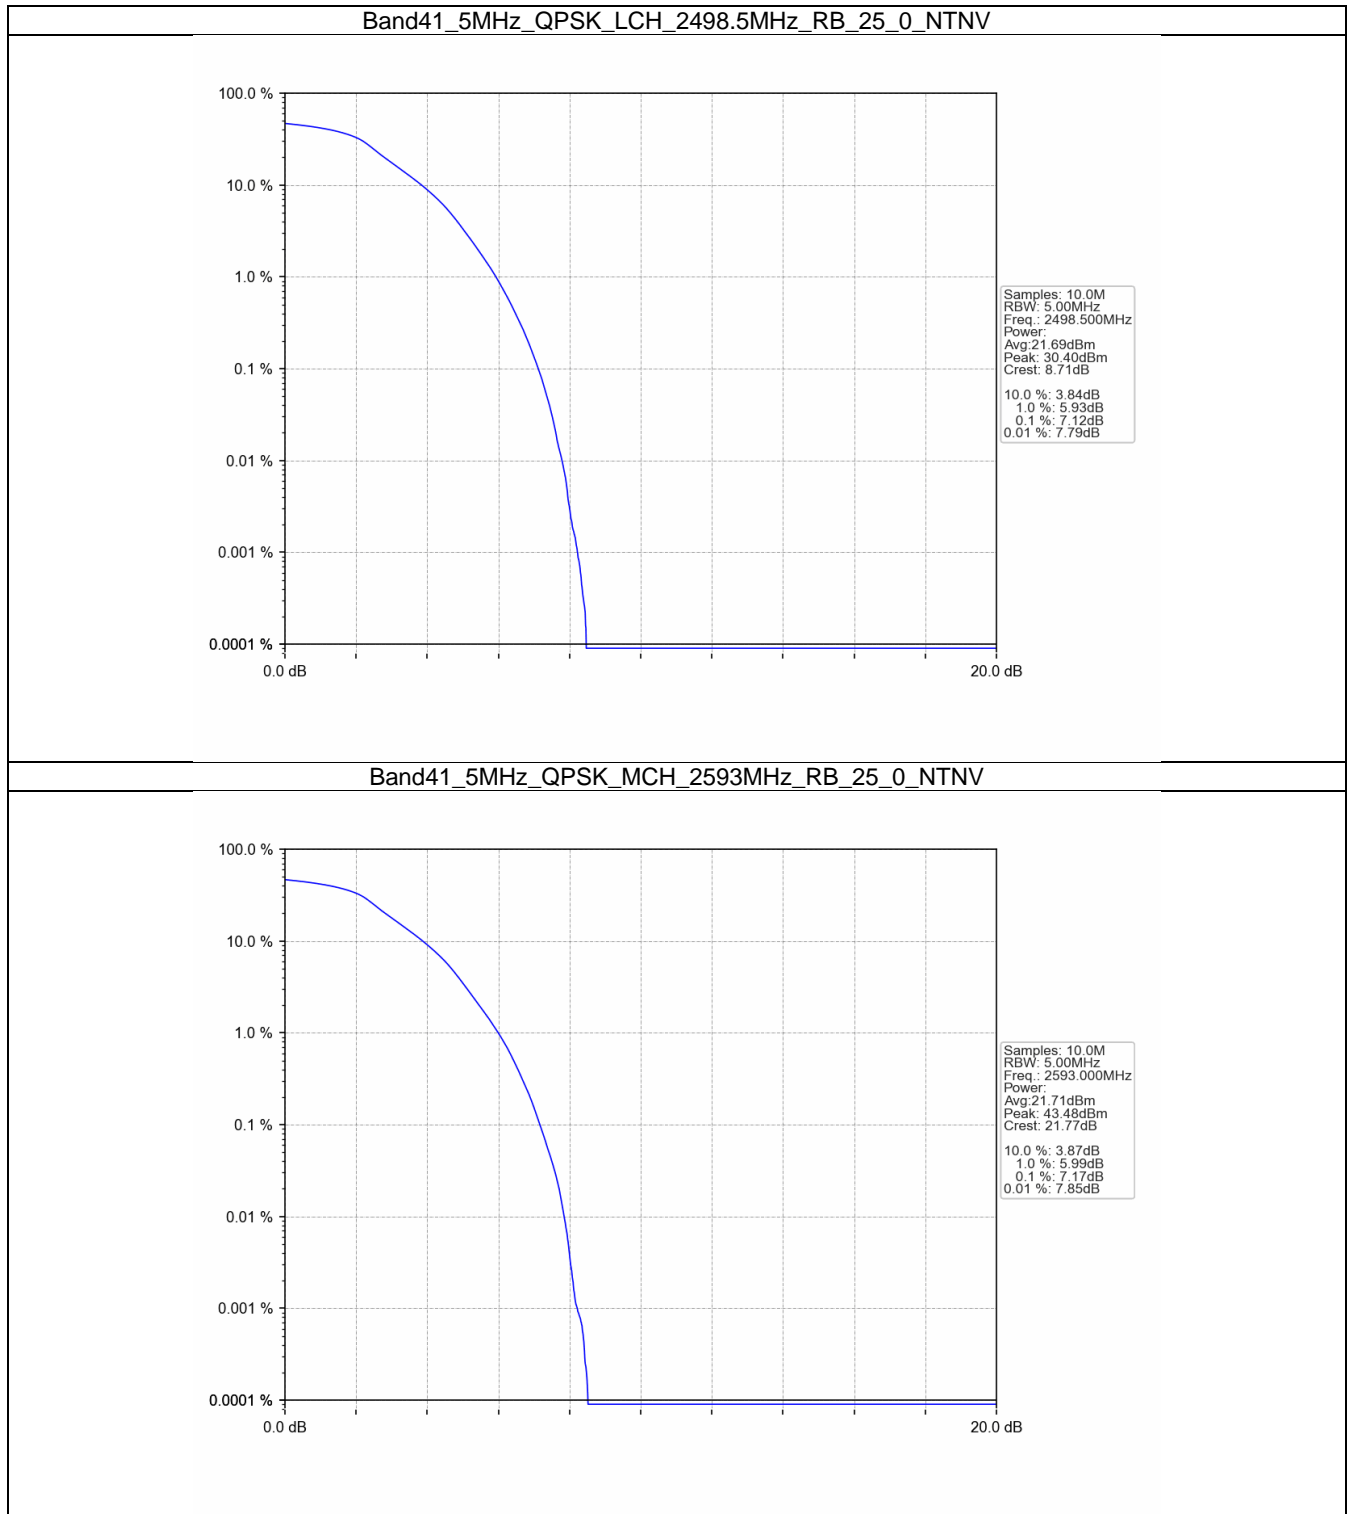 Band41_5MHz_QPSK_LCH_2498.5MHz_RB_25_0_NTNV
100.0 %
10.0 %
1.0 %
0.1 %
0.01 %
0.001 %
0.0001 %
0.0 dB
20.0 dB
Samples: 10.0M
RBW: 5.00MHz
Freq.: 2498.500MHz
Power:
Avg:21.69dBm
Peak: 30.40dBm
Crest: 8.71dB
10.0 %: 3.84dB
1.0 %: 5.93dB
0.1 %: 7.12dB
0.01 %: 7.79dB
Band41_5MHz_QPSK_MCH_2593MHz_RB_25_0_NTNV
100.0 %
10.0 %
1.0 %
0.1 %
0.01 %
0.001 %
0.0001 %
0.0 dB
20.0 dB
Samples: 10.0M
RBW: 5.00MHz
Freq.: 2593.000MHz
Power:
Avg:21.71dBm
Peak: 43.48dBm
Crest: 21.77dB
10.0 %: 3.87dB
1.0 %: 5.99dB
0.1 %: 7.17dB
0.01 %: 7.85dB